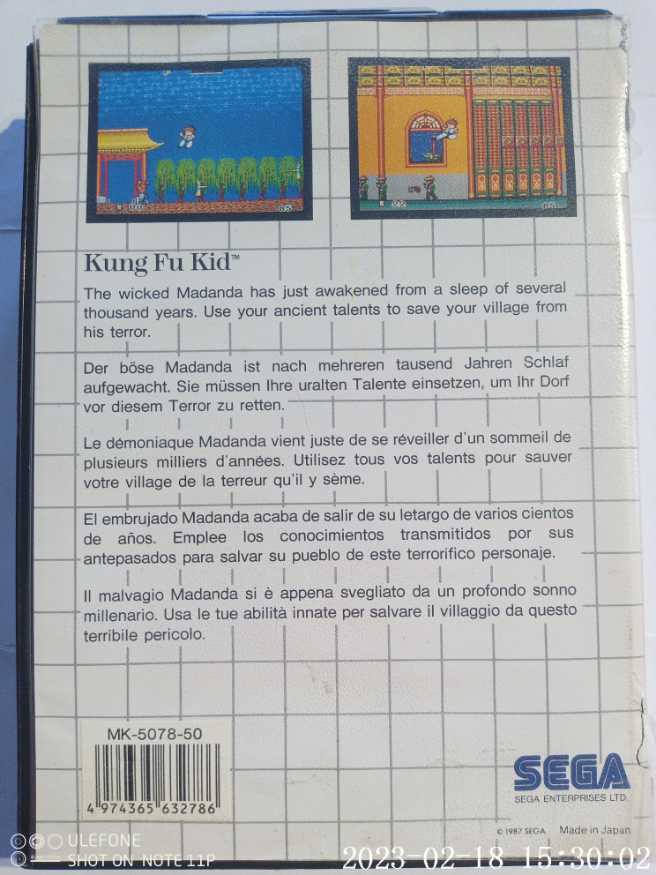 Kung Fu Kid™
The wicked Madanda has just awakened from a sleep of several
thousand years. Use your ancient talents to save your village from
his terror.
Der böse Madanda ist nach mehreren tausend Jahren Schlaf
aufgewacht. Sie müssen Ihre uralten Talente einsetzen, um Ihr Dorf
vor diesem Terror zu retten.
Le démoniaque Madanda vient juste de se réveiller d'un sommeil de
plusieurs milliers d'années. Utilisez tous vos talents pour sauver
votre village de la terreur qu'il y sème.
El embrujado Madanda acaba de salir de su letargo de varios cientos
de años. Emplee los conocimientos transmitidos por sus
antepasados para salvar su pueblo de este terrorifico personaje.
Il malvagio Madanda si è appena svegliato da un profondo sonno
millenario. Usa le tue abilità innate per salvare il villaggio da questo
terribile pericolo.
MK-5078-50
4 974365 632786
SEGA
SEGA ENTERPRISES LTD.
© 1987 SEGA Made in Japan
ULEFONE
SHOT ON NOTE 11P
2023-02-18 15:30:02